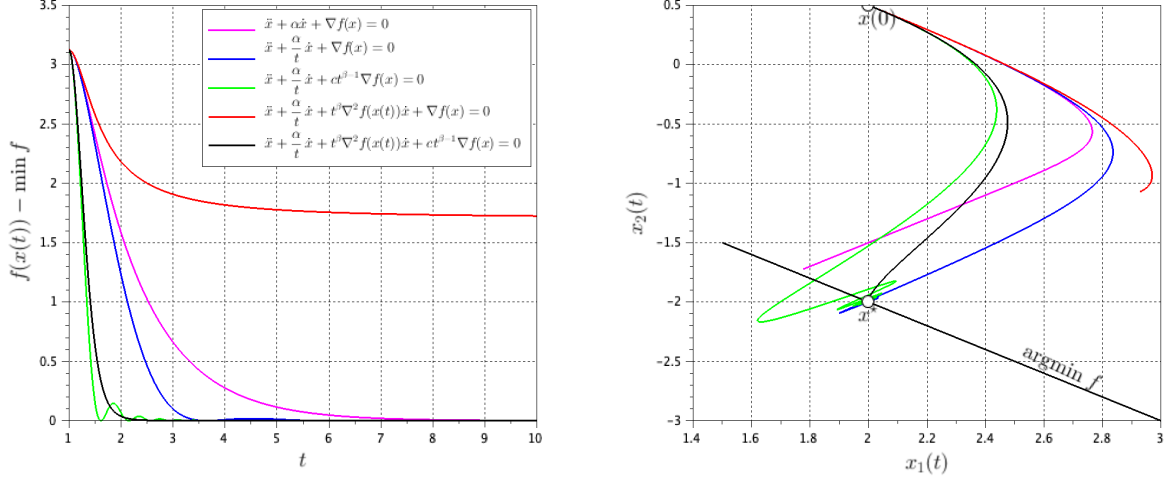 ẍ + αẋ + ∇f(x) = 0
ẍ + α/t ẋ + ∇f(x) = 0
ẍ + α/t ẋ + ct^{β−1}∇f(x) = 0
ẍ + α/t ẋ + t^β∇²f(x(t))ẋ + ∇f(x) = 0
ẍ + α/t ẋ + t^β∇²f(x(t))ẋ + ct^{β−1}∇f(x) = 0
f(x(t)) − min f
3.5
3
2.5
2
1.5
1
0.5
0
1 2 3 4 5 6 7 8 9 10
t
x(0)
x*
argmin f
x₂(t)
0.5
0
−0.5
−1
−1.5
−2
−2.5
−3
1.4 1.6 1.8 2 2.2 2.4 2.6 2.8 3
x₁(t)